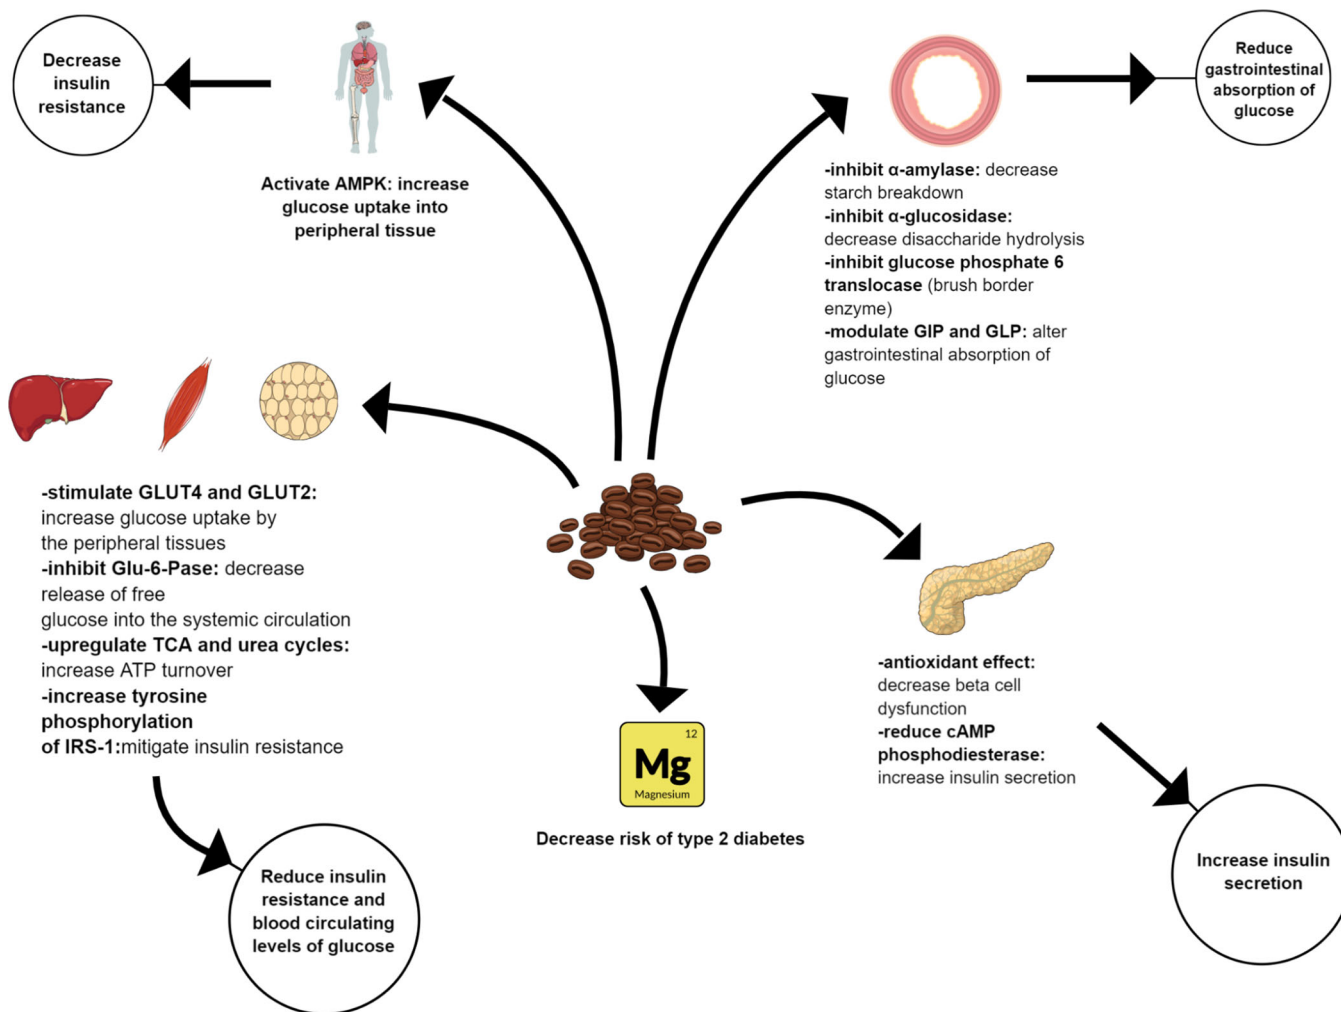 Decrease
insulin
resistance
Activate AMPK: increase
glucose uptake into
peripheral tissue
Reduce
gastrointestinal
absorption of
glucose
-inhibit α-amylase: decrease
starch breakdown
-inhibit α-glucosidase:
decrease disaccharide hydrolysis
-inhibit glucose phosphate 6
translocase (brush border
enzyme)
-modulate GIP and GLP: alter
gastrointestinal absorption of
glucose
-stimulate GLUT4 and GLUT2:
increase glucose uptake by
the peripheral tissues
-inhibit Glu-6-Pase: decrease
release of free
glucose into the systemic circulation
-upregulate TCA and urea cycles:
increase ATP turnover
-increase tyrosine
phosphorylation
of IRS-1:mitigate insulin resistance
Reduce insulin
resistance and
blood circulating
levels of glucose
12
Mg
Magnesium
Decrease risk of type 2 diabetes
-antioxidant effect:
decrease beta cell
dysfunction
-reduce cAMP
phosphodiesterase:
increase insulin secretion
Increase insulin
secretion